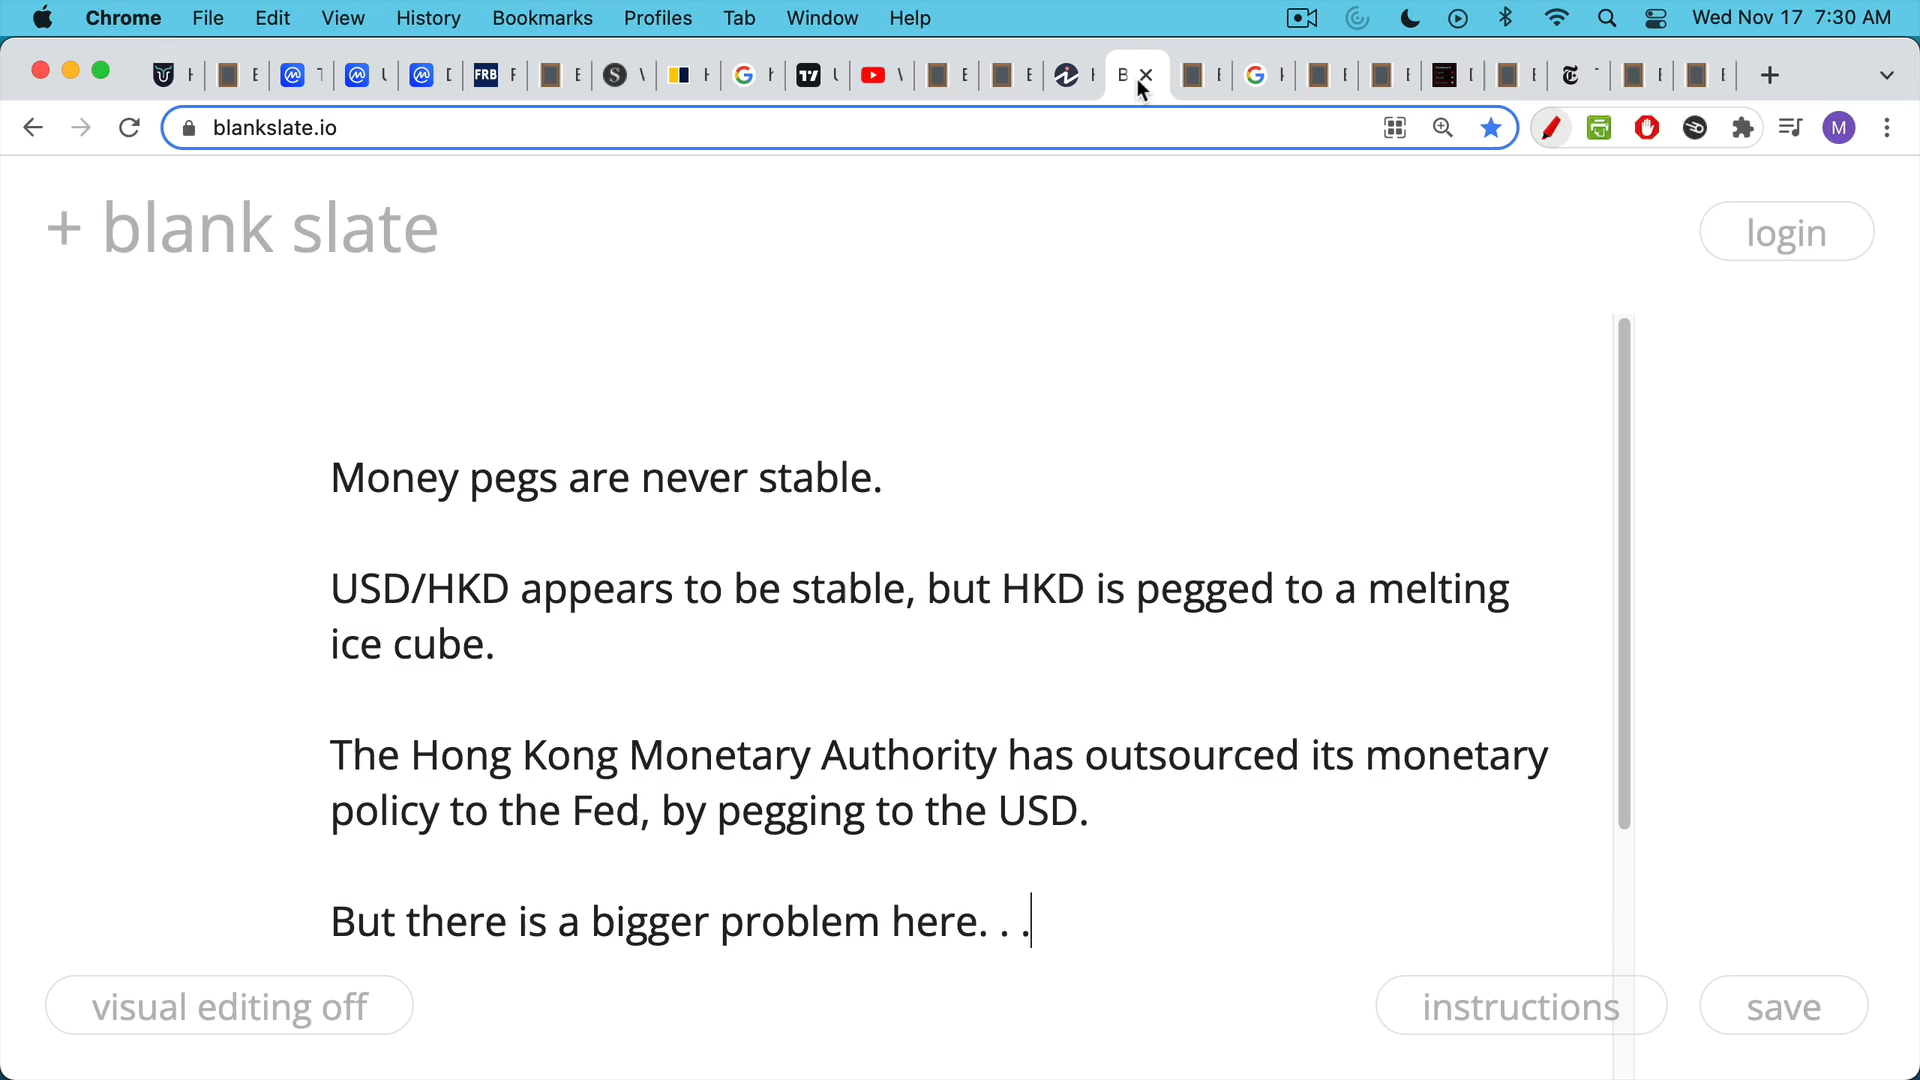 Chrome File Edit View History Bookmarks Profiles Tab Window Help Wed Nov 17 7:30 AM
FRB
B
blankslate.io
M
+ blank slate
login
Money pegs are never stable.
USD/HKD appears to be stable, but HKD is pegged to a melting
ice cube.
The Hong Kong Monetary Authority has outsourced its monetary
policy to the Fed, by pegging to the USD.
But there is a bigger problem here. . .
visual editing off
instructions
save